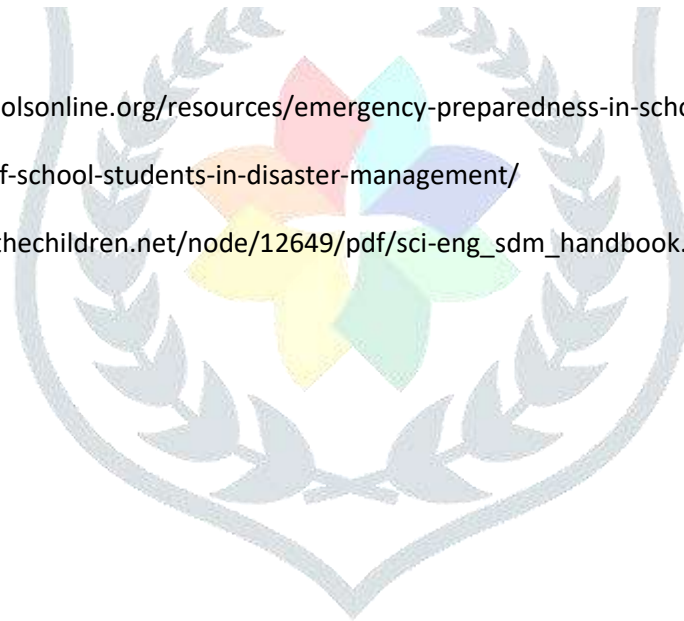 olsonline.org/resources/emergency-preparedness-in-scho
f-school-students-in-disaster-management/
thechildren.net/node/12649/pdf/sci-eng_sdm_handbook.